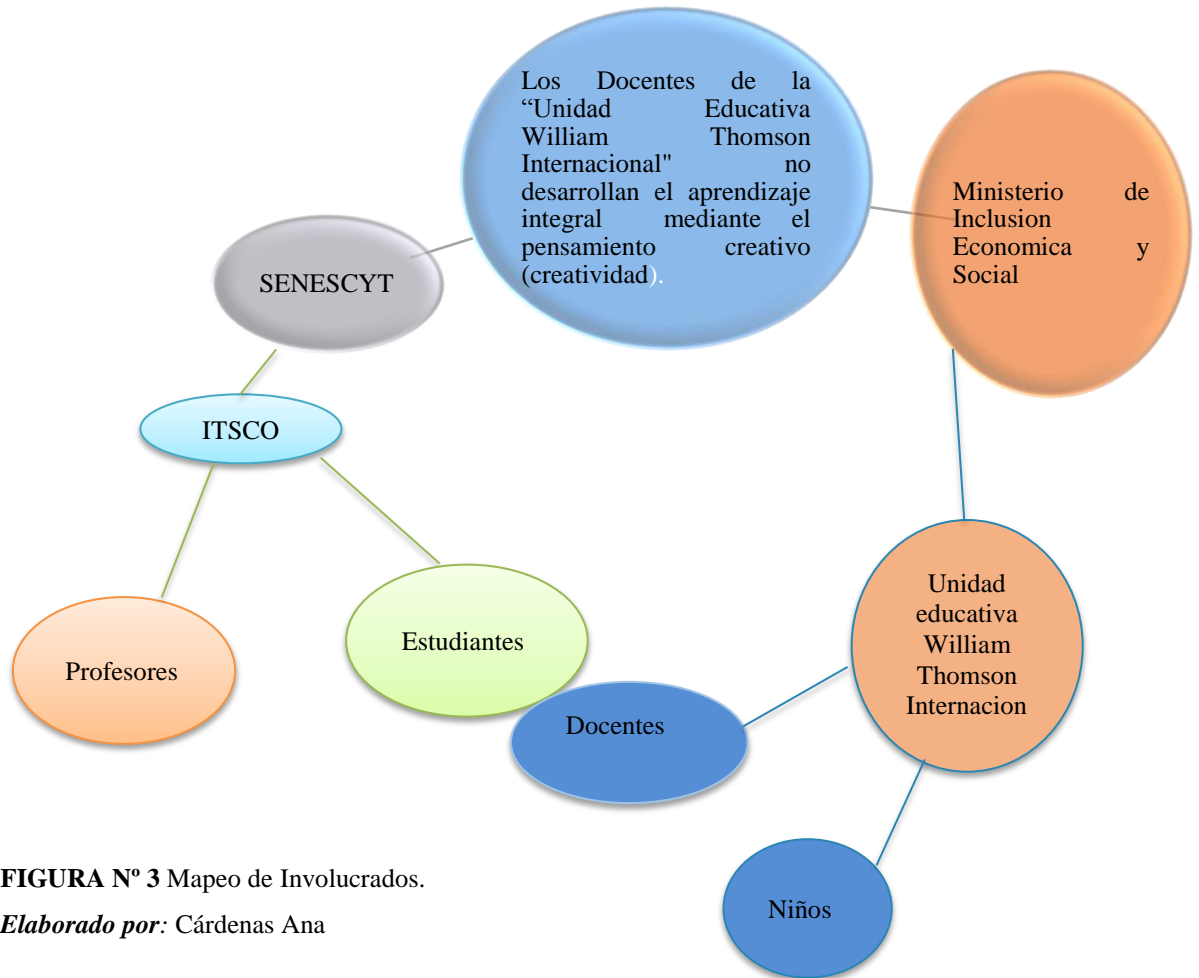 Los Docentes de la
“Unidad Educativa
William Thomson
Internacional" no
desarrollan el aprendizaje
integral mediante el
pensamiento creativo
(creatividad).
Ministerio de
Inclusion
Economica y
Social
SENESCYT
ITSCO
Profesores
Estudiantes
Docentes
Unidad
educativa
William
Thomson
Internacion
Niños
FIGURA Nº 3 Mapeo de Involucrados.
Elaborado por: Cárdenas Ana